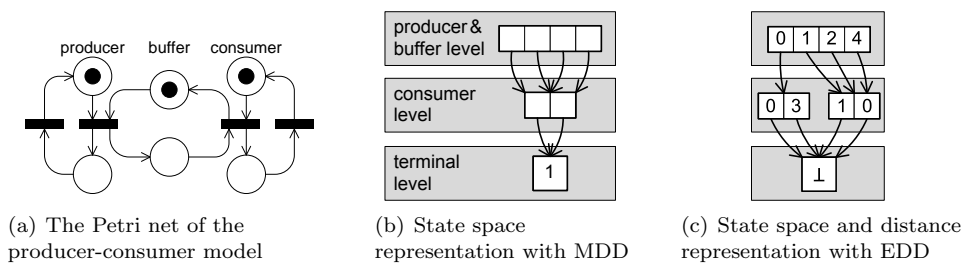 producer buffer consumer
(a) The Petri net of the
producer-consumer model
producer &
buffer level
consumer
level
terminal
level
1
(b) State space
representation with MDD
0 1 2 4
0 3 1 0
⊥
(c) State space and distance
representation with EDD